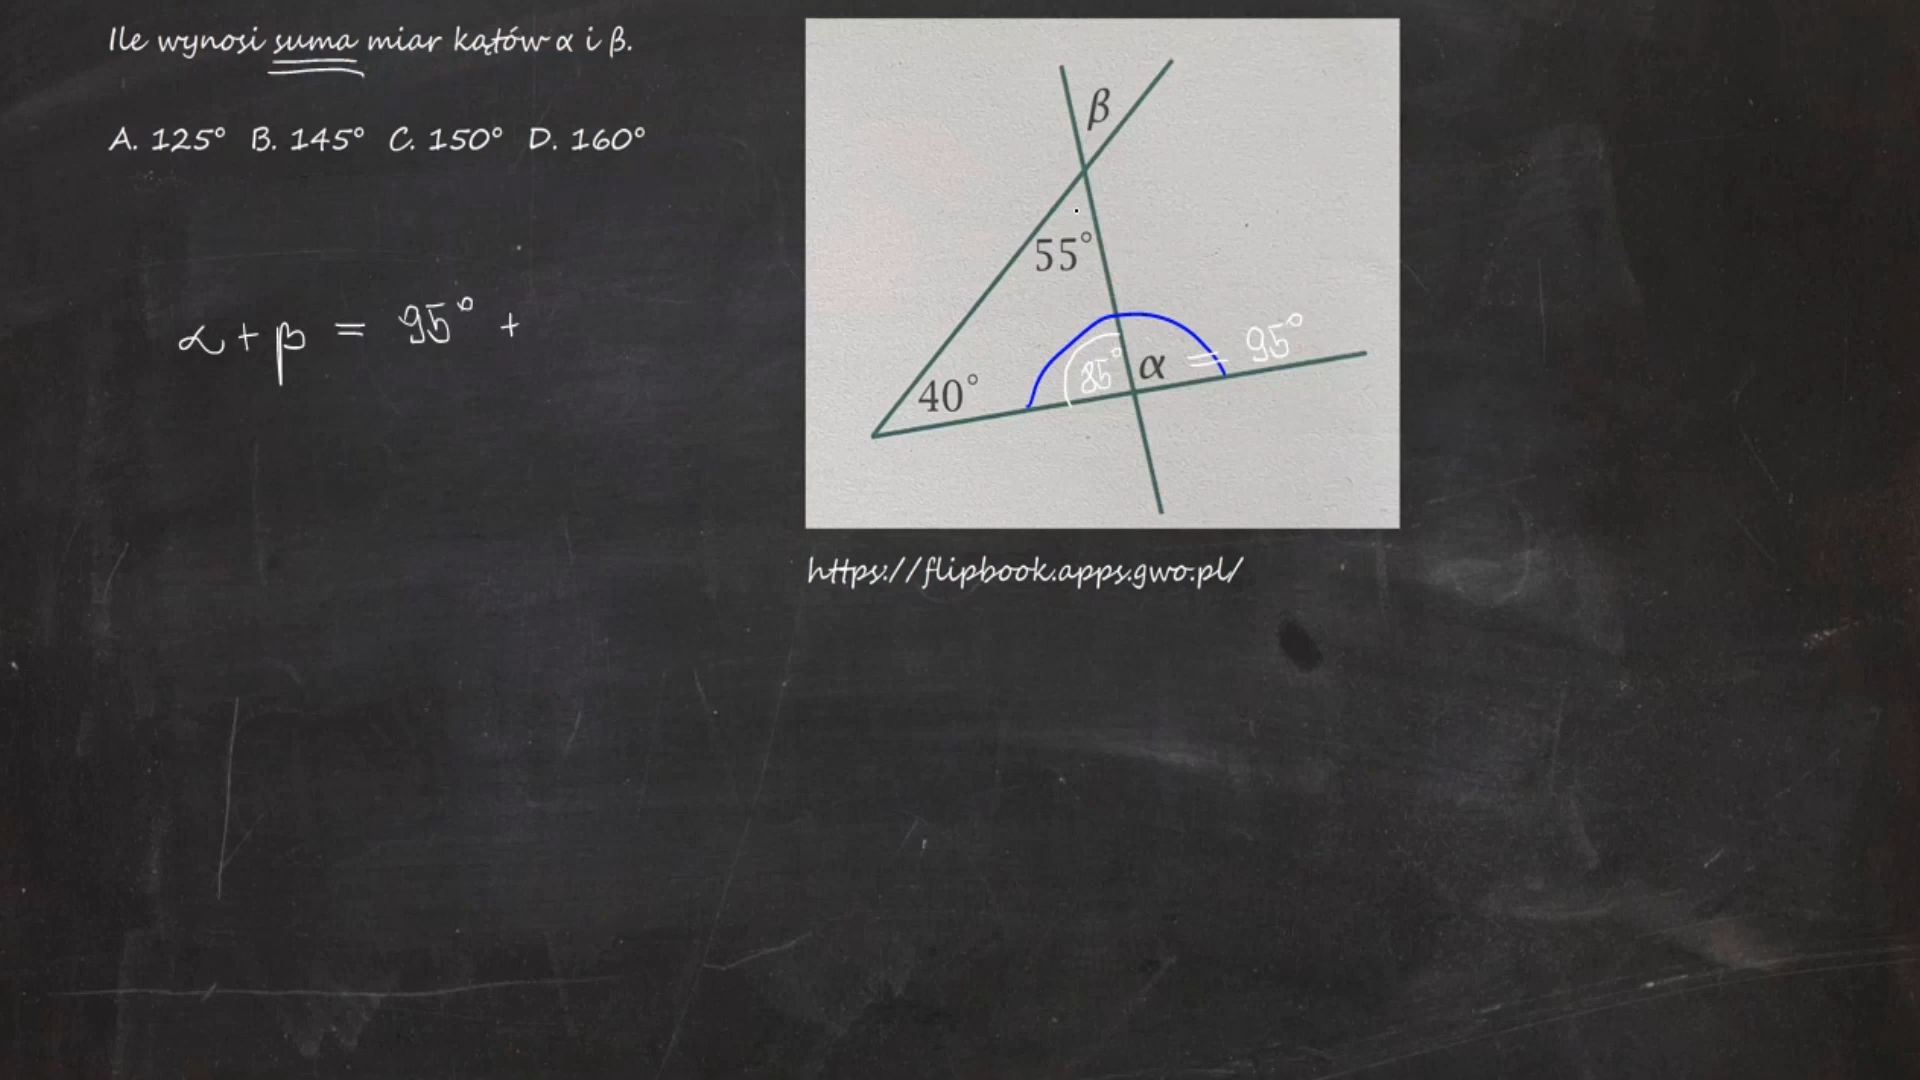 Ile wynosi suma miar kątów α i β.
A. 125° B. 145° C. 150° D. 160°
α + β = 95° +
β
55°
40°
85° α = 95°
https://flipbook.apps.gwo.pl/